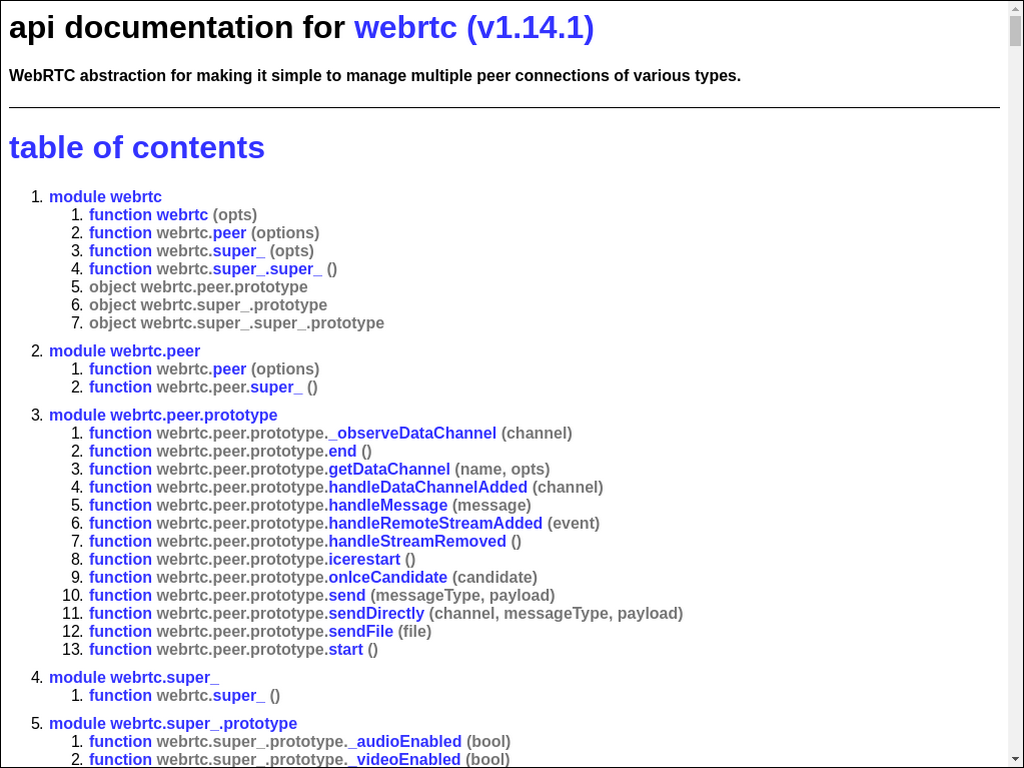 api documentation for webrtc (v1.14.1)
WebRTC abstraction for making it simple to manage multiple peer connections of various types.
table of contents
1. module webrtc
1. function webrtc (opts)
2. function webrtc.peer (options)
3. function webrtc.super_ (opts)
4. function webrtc.super_.super_ ()
5. object webrtc.peer.prototype
6. object webrtc.super_.prototype
7. object webrtc.super_.super_.prototype
2. module webrtc.peer
1. function webrtc.peer (options)
2. function webrtc.peer.super_ ()
3. module webrtc.peer.prototype
1. function webrtc.peer.prototype._observeDataChannel (channel)
2. function webrtc.peer.prototype.end ()
3. function webrtc.peer.prototype.getDataChannel (name, opts)
4. function webrtc.peer.prototype.handleDataChannelAdded (channel)
5. function webrtc.peer.prototype.handleMessage (message)
6. function webrtc.peer.prototype.handleRemoteStreamAdded (event)
7. function webrtc.peer.prototype.handleStreamRemoved ()
8. function webrtc.peer.prototype.icerestart ()
9. function webrtc.peer.prototype.onIceCandidate (candidate)
10. function webrtc.peer.prototype.send (messageType, payload)
11. function webrtc.peer.prototype.sendDirectly (channel, messageType, payload)
12. function webrtc.peer.prototype.sendFile (file)
13. function webrtc.peer.prototype.start ()
4. module webrtc.super_
1. function webrtc.super_ ()
5. module webrtc.super_.prototype
1. function webrtc.super_.prototype._audioEnabled (bool)
2. function webrtc.super_.prototype._videoEnabled (bool)